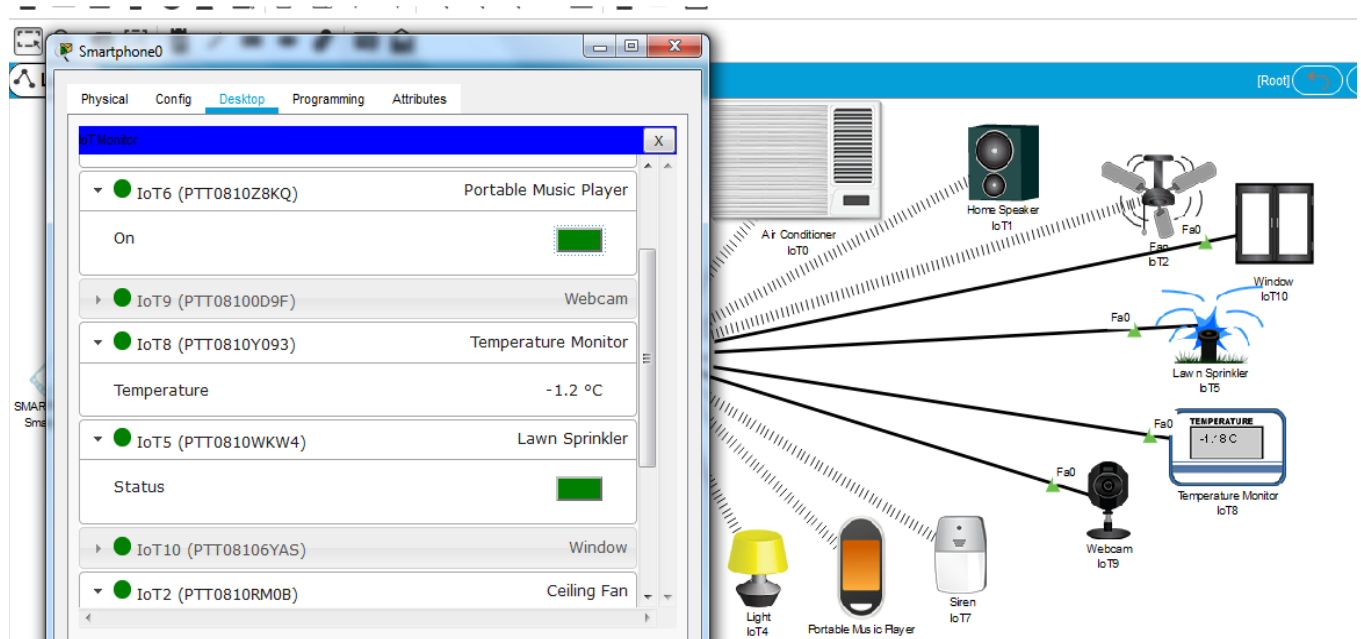 Smartphone0
X
[Root]
Physical Config Desktop Programming Attributes
IoT Monitor
X
IoT6 (PTT0810Z8KQ) Portable Music Player
On
IoT9 (PTT08100D9F) Webcam
IoT8 (PTT0810Y093) Temperature Monitor
Temperature -1.2 °C
IoT5 (PTT0810WKW4) Lawn Sprinkler
Status
IoT10 (PTT08106YAS) Window
IoT2 (PTT0810RM0B) Ceiling Fan
L
SMAR
Sma
Air Conditioner
IoT0
Home Speaker
IoT1
Fan
IoT2
Fa0
Window
IoT10
Fa0
Lawn Sprinkler
IoT5
Fa0
TEMPERATURE
Temperature Monitor
IoT8
Fa0
Webcam
IoT9
Light
IoT4
Portable Music Player
Siren
IoT7